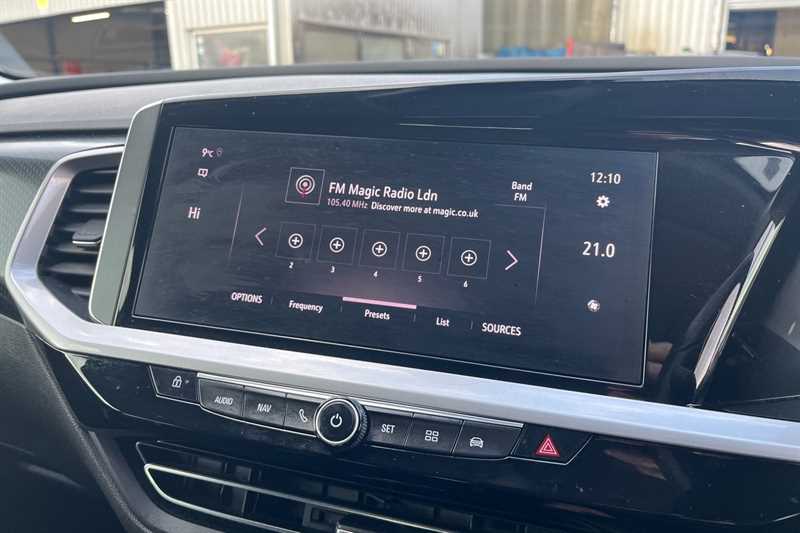 9°C
12:10
FM Magic Radio Ldn
105.40 MHz Discover more at magic.co.uk
Band
FM
Hi
21.0
2 3 4 5 6
OPTIONS Frequency Presets List SOURCES
AUDIO NAV SET